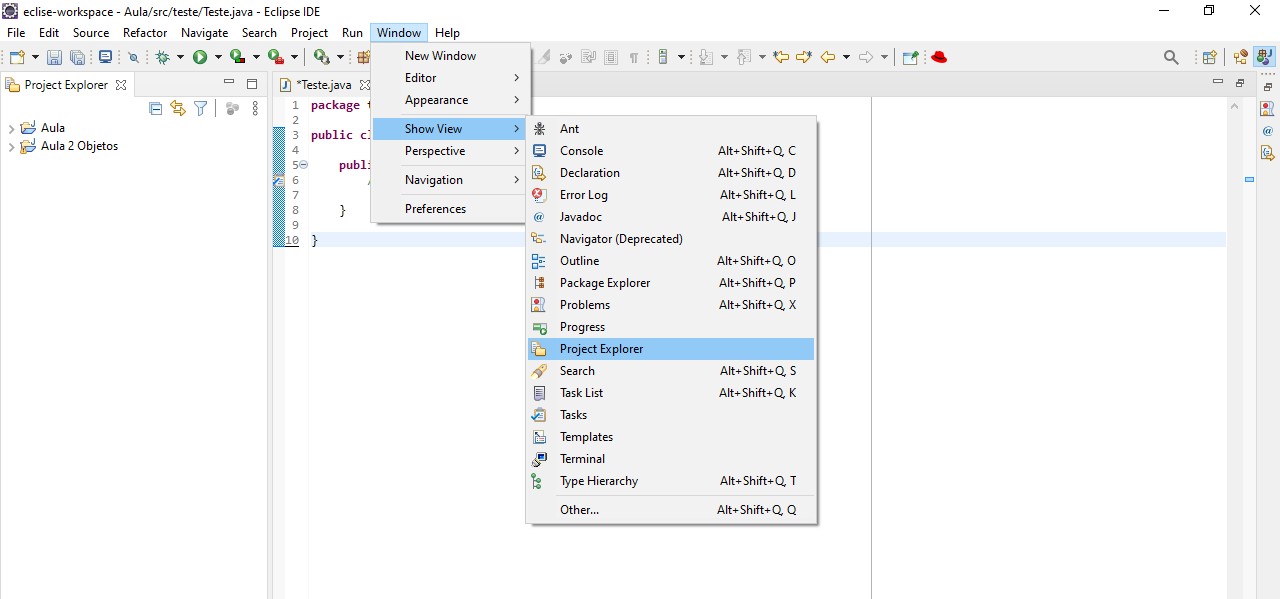 eclise-workspace - Aula/src/teste/Teste.java - Eclipse IDE
File Edit Source Refactor Navigate Search Project Run Window Help
Project Explorer
*Teste.java
Aula
Aula 2 Objetos
1 package
2
3 public
4
5
6
7
8 }
9
10 }
New Window
Editor
Appearance
Show View
Perspective
Navigation
Preferences
Ant
Console Alt+Shift+Q, C
Declaration Alt+Shift+Q, D
Error Log Alt+Shift+Q, L
Javadoc Alt+Shift+Q, J
Navigator (Deprecated)
Outline Alt+Shift+Q, O
Package Explorer Alt+Shift+Q, P
Problems Alt+Shift+Q, X
Progress
Project Explorer
Search Alt+Shift+Q, S
Task List Alt+Shift+Q, K
Tasks
Templates
Terminal
Type Hierarchy Alt+Shift+Q, T
Other... Alt+Shift+Q, Q